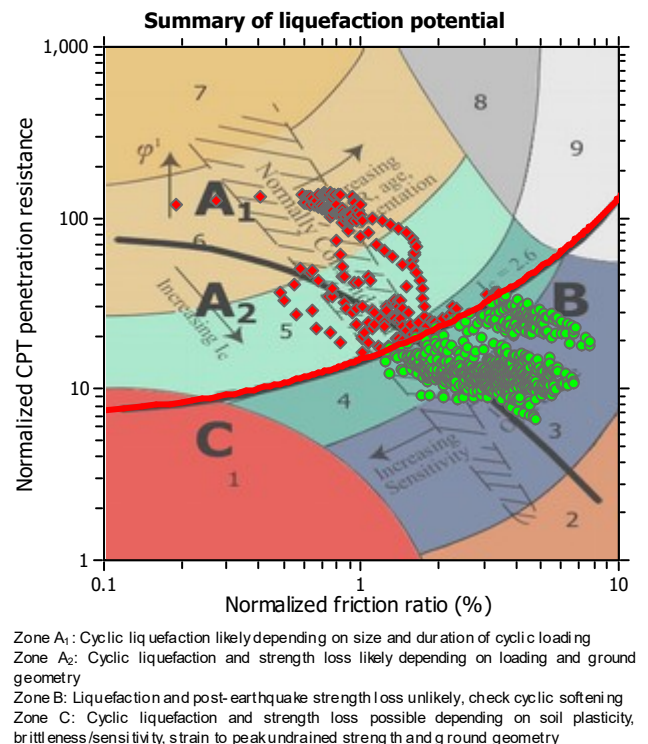 Summary of liquefaction potential
1,000
100
10
1
0.1
1
10
Normalized CPT penetration resistance
Normalized friction ratio (%)
7
8
9
φ'
A1
6
A2
5
Increasing Ic
Normally
Increasing
age,
= 2.6
B
4
C
1
Increasing
Sensitivity
3
2
Zone A1: Cyclic liquefaction likely depending on size and duration of cyclic loading
Zone A2: Cyclic liquefaction and strength loss likely depending on loading and ground
geometry
Zone B: Liquefaction and post-earthquake strength loss unlikely, check cyclic softening
Zone C: Cyclic liquefaction and strength loss possible depending on soil plasticity,
brittleness/sensitivity, strain to peak undrained strength and ground geometry